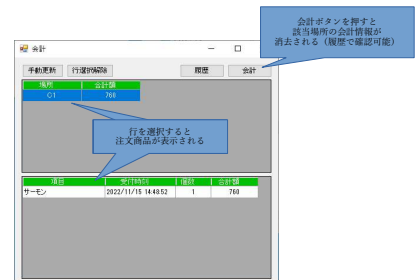 会計ボタンを押すと
該当場所の会計情報が
消去される（履歴で確認可能）
会計
手動更新 行選択解除 履歴 会計
場所 合計額
C1 760
行を選択すると
注文商品が表示される
項目 受付時刻 個数 合計額
サーモン 2022/11/15 14:48:52 1 760